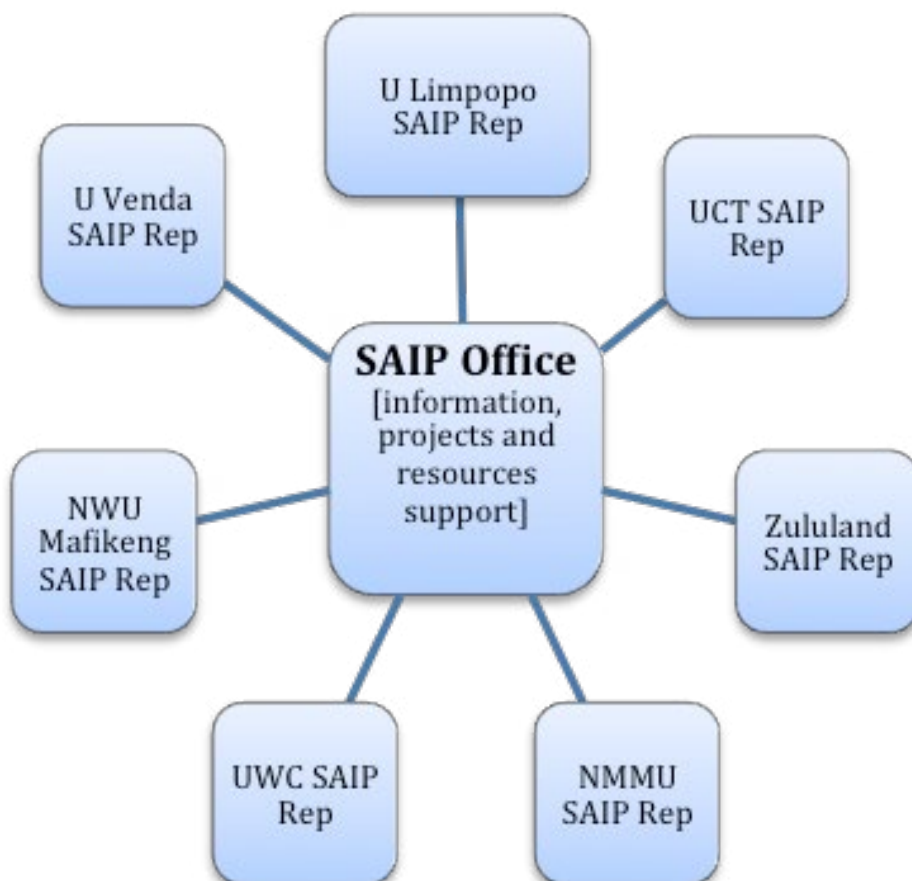 U Limpopo
SAIP Rep
U Venda
SAIP Rep
UCT SAIP
Rep
SAIP Office
[information,
projects and
resources
support]
NWU
Mafikeng
SAIP Rep
Zululand
SAIP Rep
UWC SAIP
Rep
NMMU
SAIP Rep